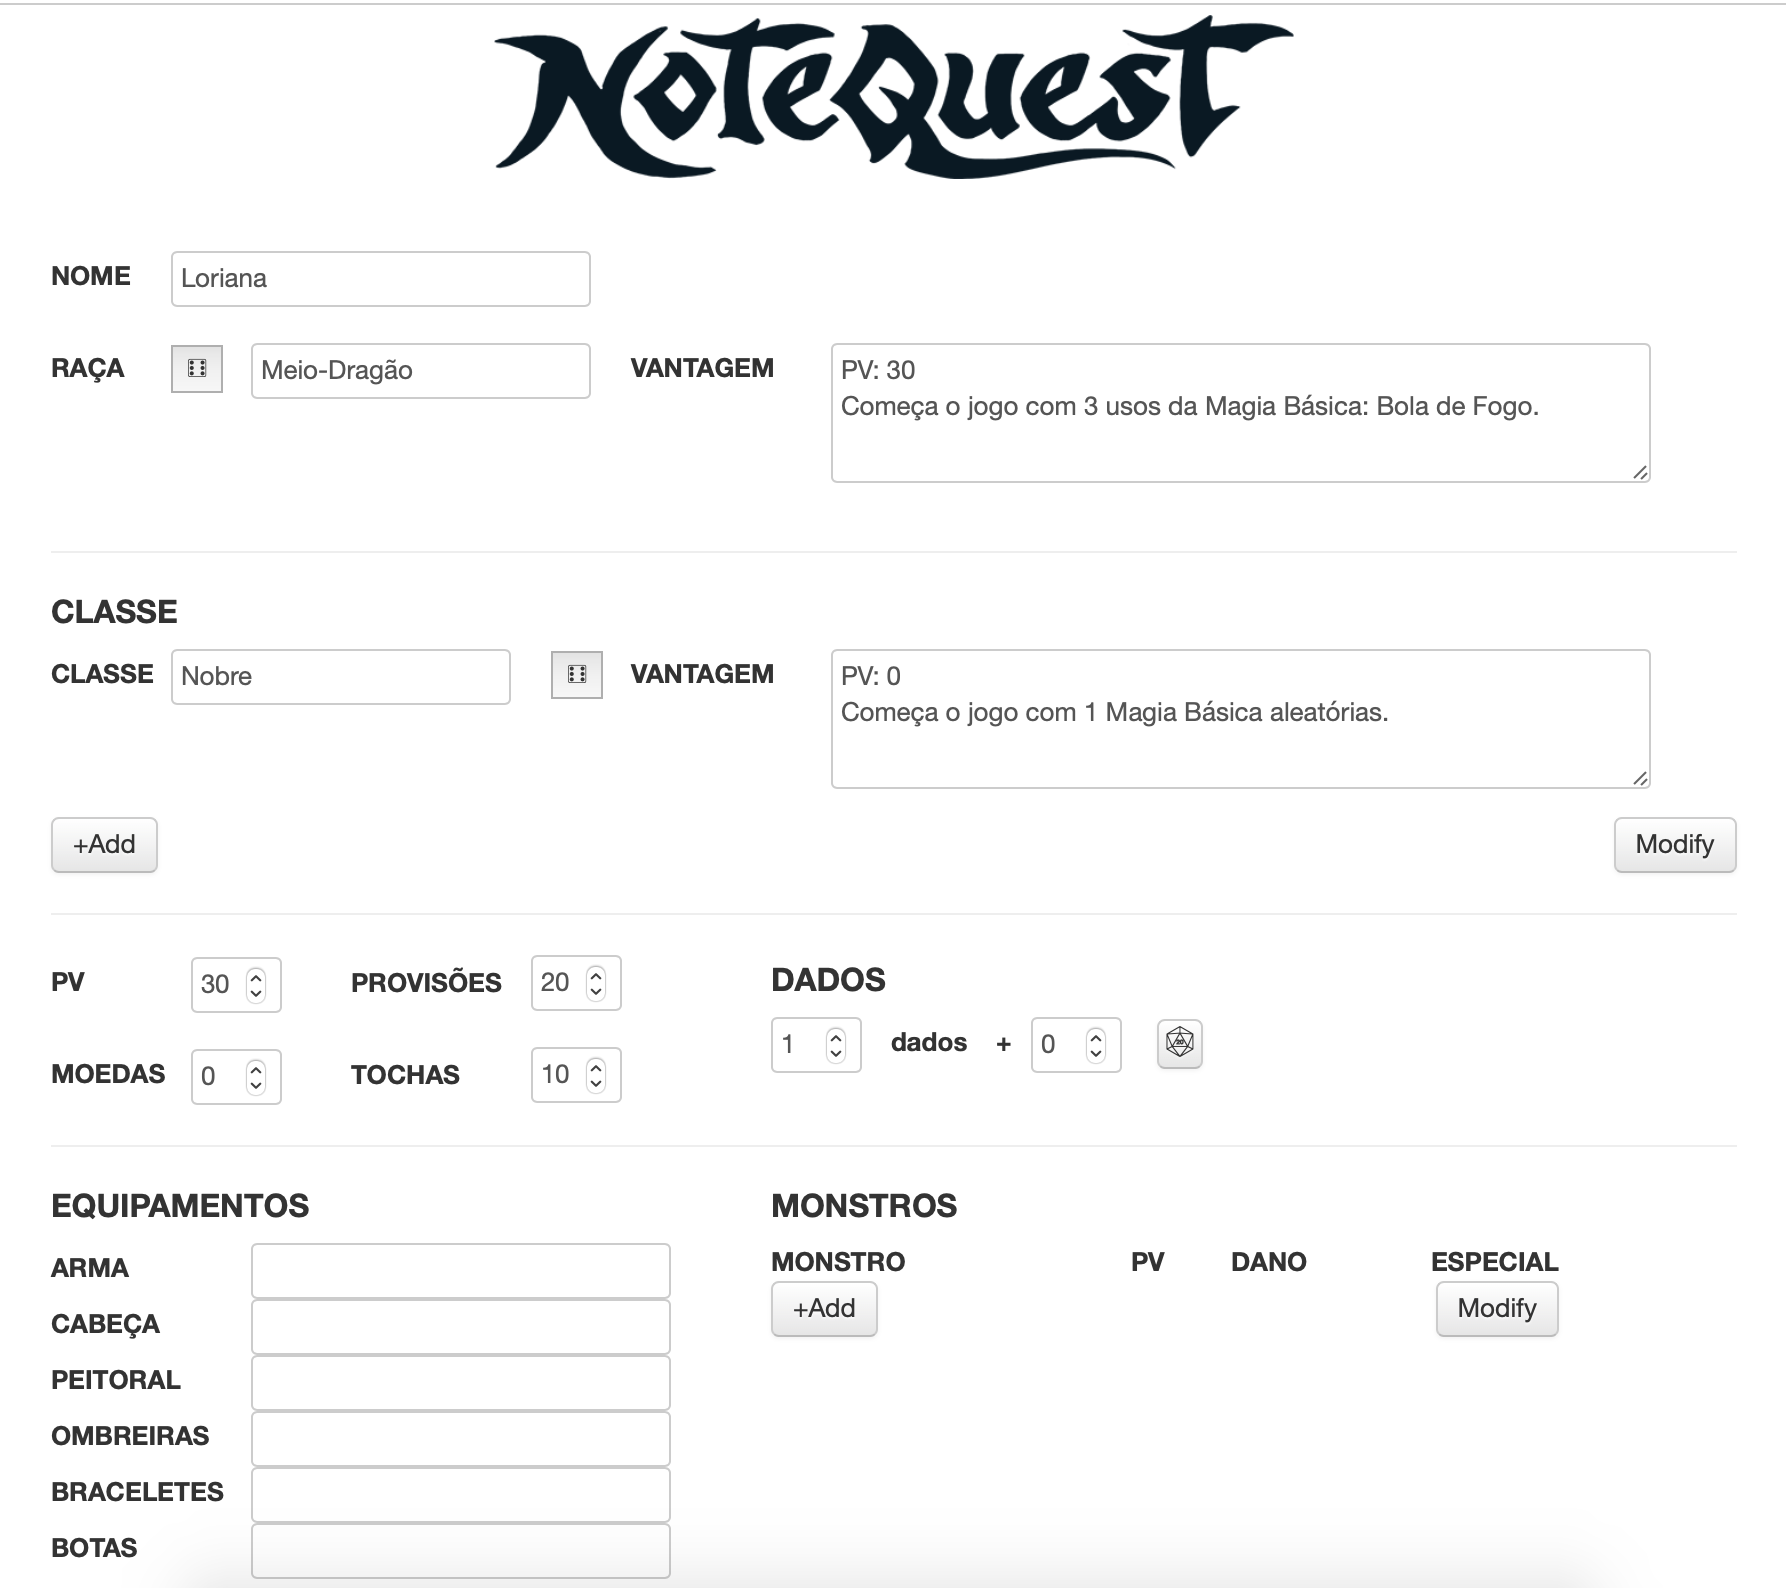 NOTEQUEST
NOME Loriana
RAÇA Meio-Dragão VANTAGEM PV: 30
Começa o jogo com 3 usos da Magia Básica: Bola de Fogo.
CLASSE
CLASSE Nobre VANTAGEM PV: 0
Começa o jogo com 1 Magia Básica aleatórias.
+Add Modify
PV 30 PROVISÕES 20 DADOS
1 dados + 0 20
MOEDAS 0 TOCHAS 10
EQUIPAMENTOS MONSTROS
ARMA MONSTRO PV DANO ESPECIAL
+Add Modify
CABEÇA
PEITORAL
OMBREIRAS
BRACELETES
BOTAS